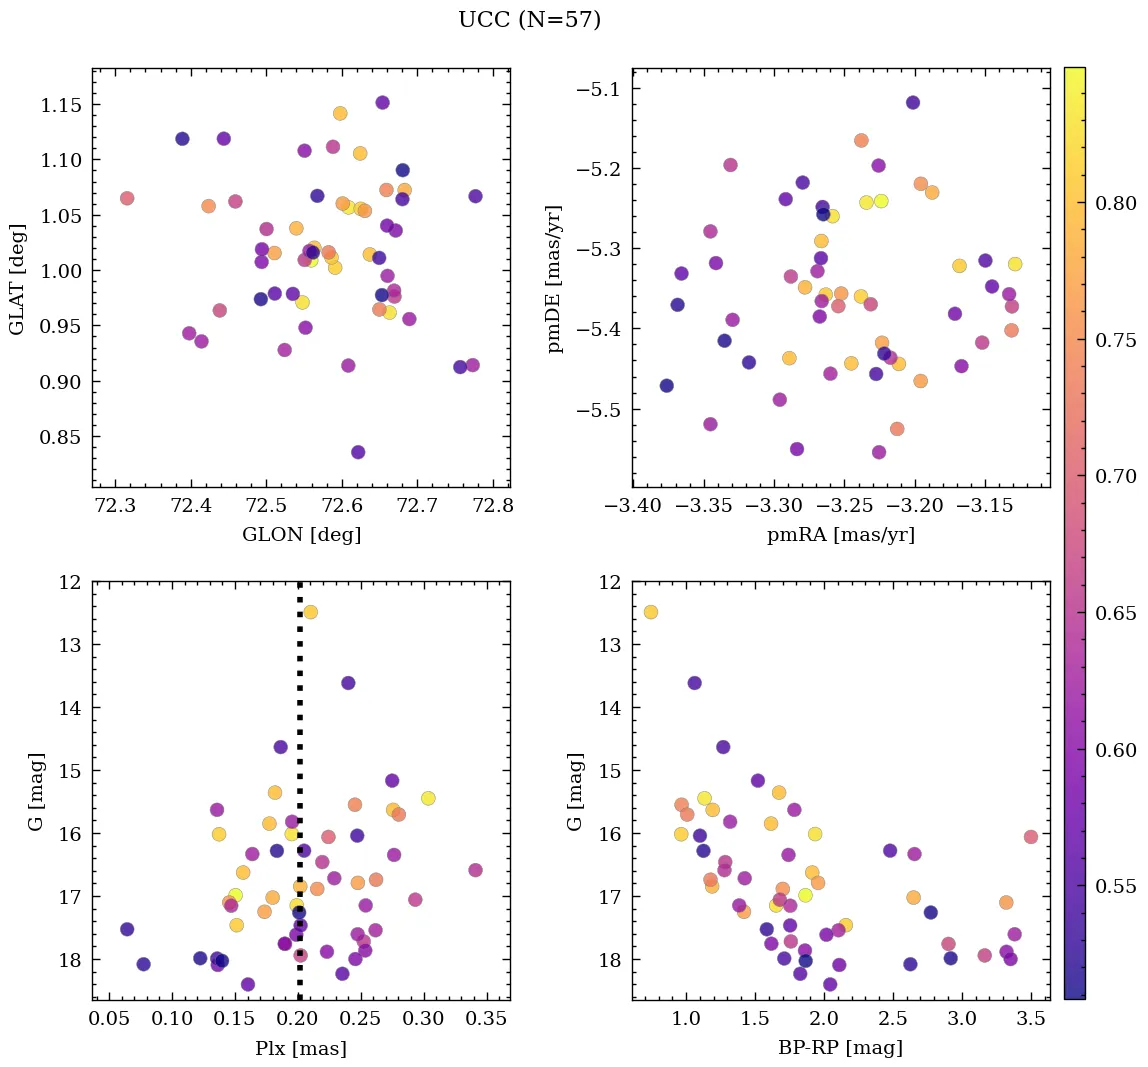 UCC (N=57)
1.15
1.10
1.05
1.00
0.95
0.90
0.85
GLAT [deg]
72.3 72.4 72.5 72.6 72.7 72.8
GLON [deg]
−5.1
−5.2
−5.3
−5.4
−5.5
pmDE [mas/yr]
−3.40 −3.35 −3.30 −3.25 −3.20 −3.15
pmRA [mas/yr]
12
13
14
15
16
17
18
G [mag]
0.05 0.10 0.15 0.20 0.25 0.30 0.35
Plx [mas]
12
13
14
15
16
17
18
G [mag]
1.0 1.5 2.0 2.5 3.0 3.5
BP-RP [mag]
0.80
0.75
0.70
0.65
0.60
0.55